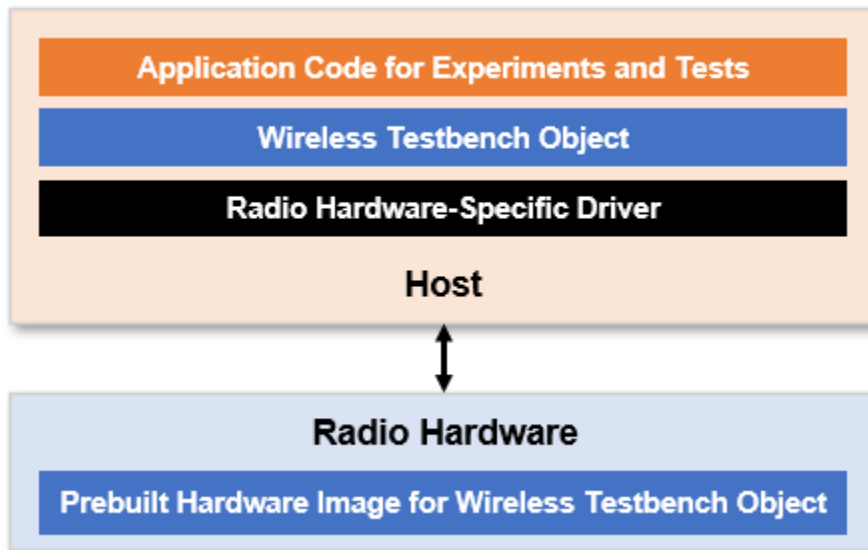 Application Code for Experiments and Tests
Wireless Testbench Object
Radio Hardware-Specific Driver
Host
Radio Hardware
Prebuilt Hardware Image for Wireless Testbench Object